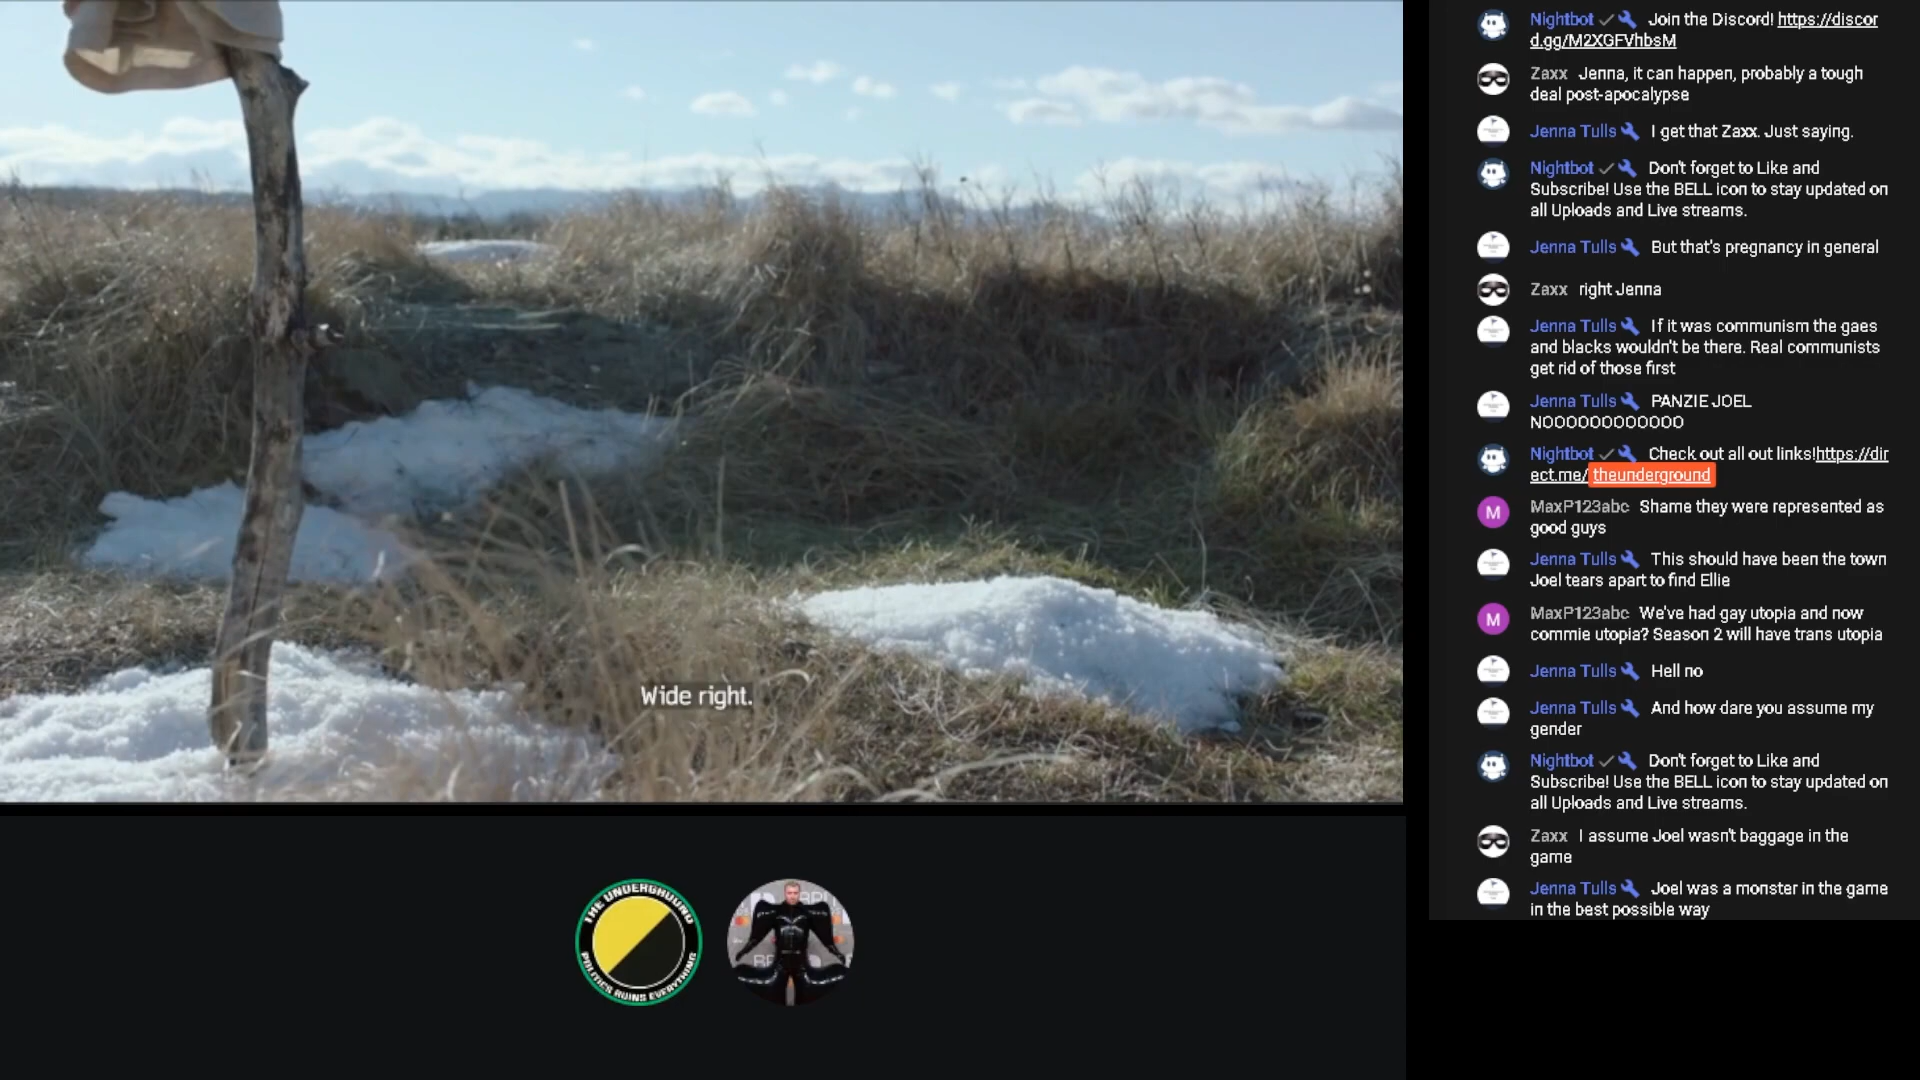 Wide right.
THE UNDERGROUND
POLITICS RUINS EVERYTHING
Nightbot Join the Discord! https://discor
d.gg/M2XGFVhbsM
Zaxx Jenna, it can happen, probably a tough
deal post-apocalypse
Jenna Tulls I get that Zaxx. Just saying.
Nightbot Don't forget to Like and
Subscribe! Use the BELL icon to stay updated on
all Uploads and Live streams.
Jenna Tulls But that's pregnancy in general
Zaxx right Jenna
Jenna Tulls If it was communism the gaes
and blacks wouldn't be there. Real communists
get rid of those first
Jenna Tulls PANZIE JOEL
NOOOOOOOOOOOO
Nightbot Check out all out links!https://dir
ect.me/theunderground
MaxP123abc Shame they were represented as
good guys
Jenna Tulls This should have been the town
Joel tears apart to find Ellie
MaxP123abc We've had gay utopia and now
commie utopia? Season 2 will have trans utopia
Jenna Tulls Hell no
Jenna Tulls And how dare you assume my
gender
Nightbot Don't forget to Like and
Subscribe! Use the BELL icon to stay updated on
all Uploads and Live streams.
Zaxx I assume Joel wasn't baggage in the
game
Jenna Tulls Joel was a monster in the game
in the best possible way